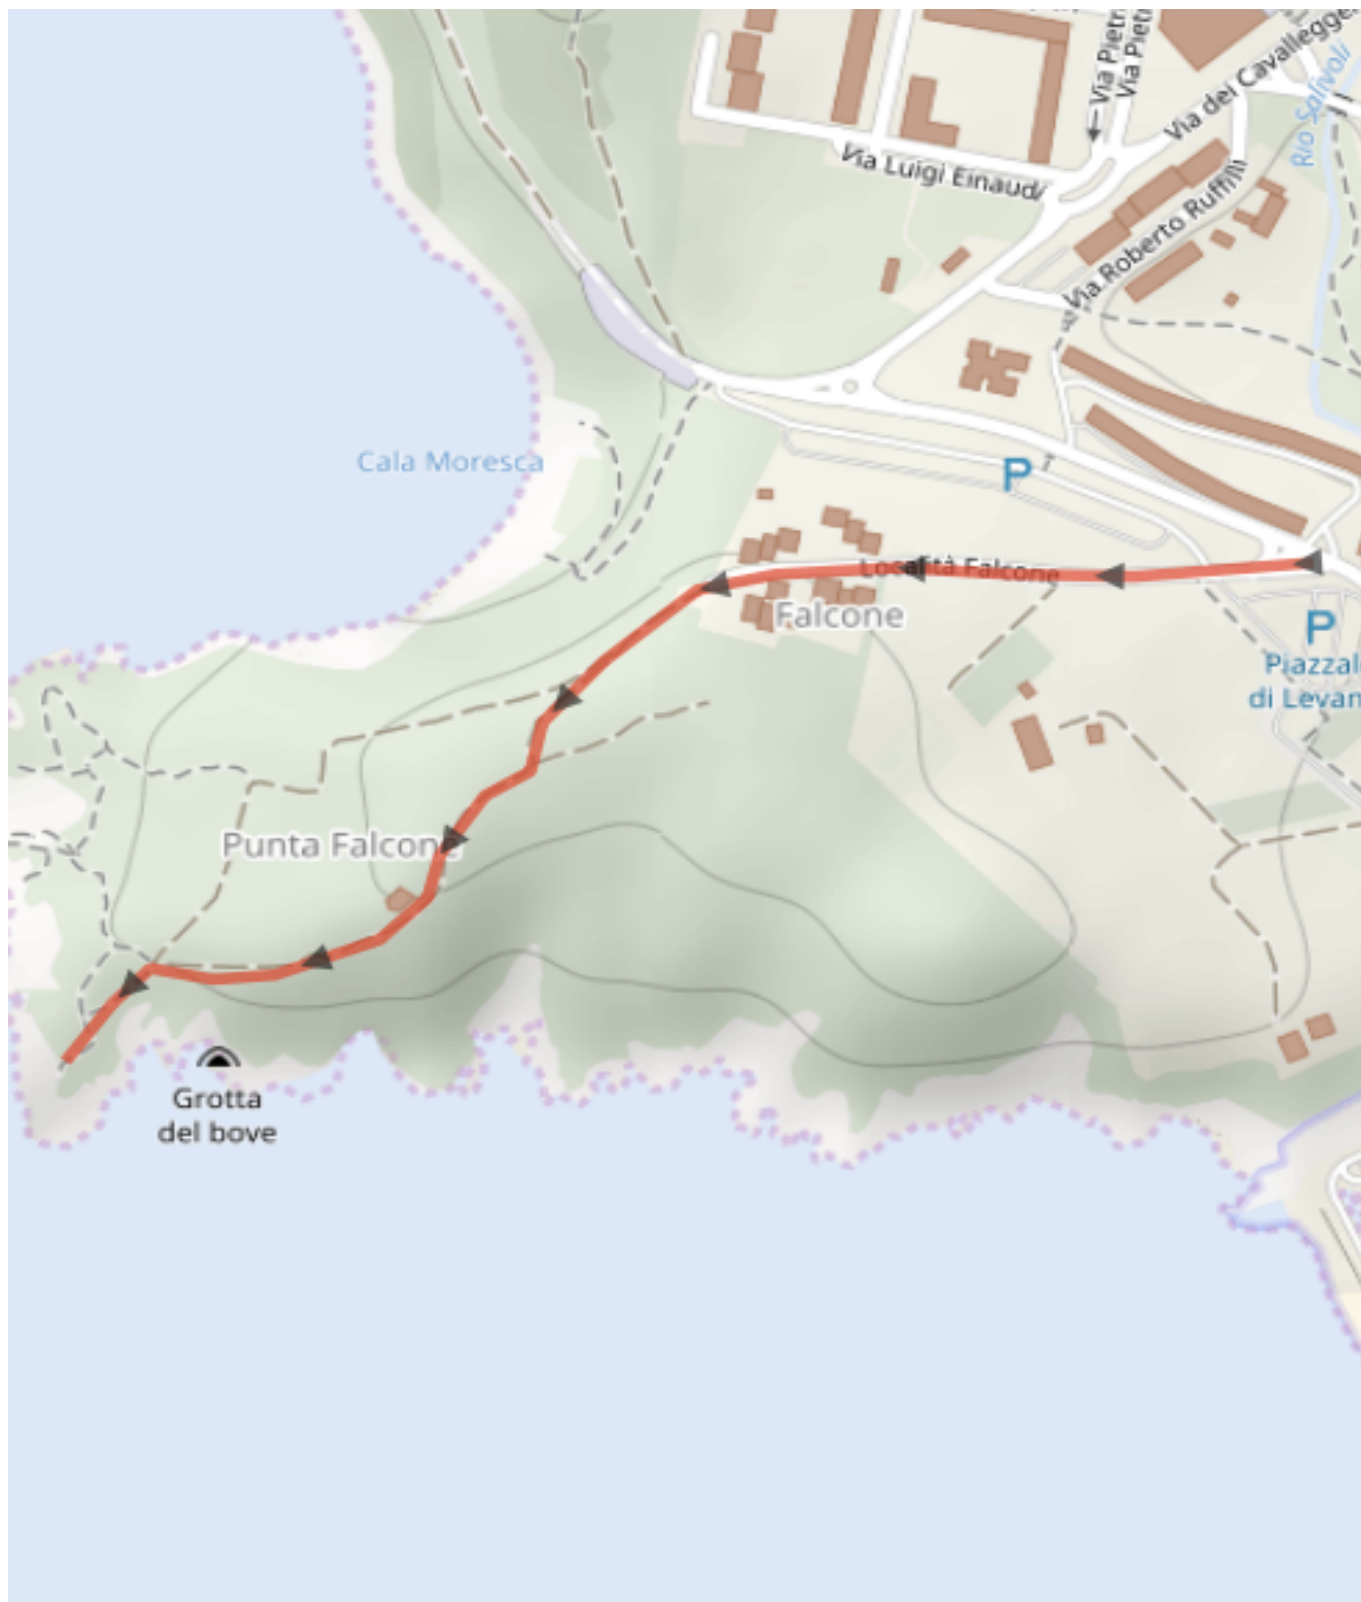 Via Pietr
Via Pietr
Via dei Cavallegge
Rio Salivoli
Via Luigi Einaudi
Via Roberto Ruffilli
Cala Moresca
P
Località Falcone
Falcone
P
Piazzal
di Levan
Punta Falcone
Grotta
del bove